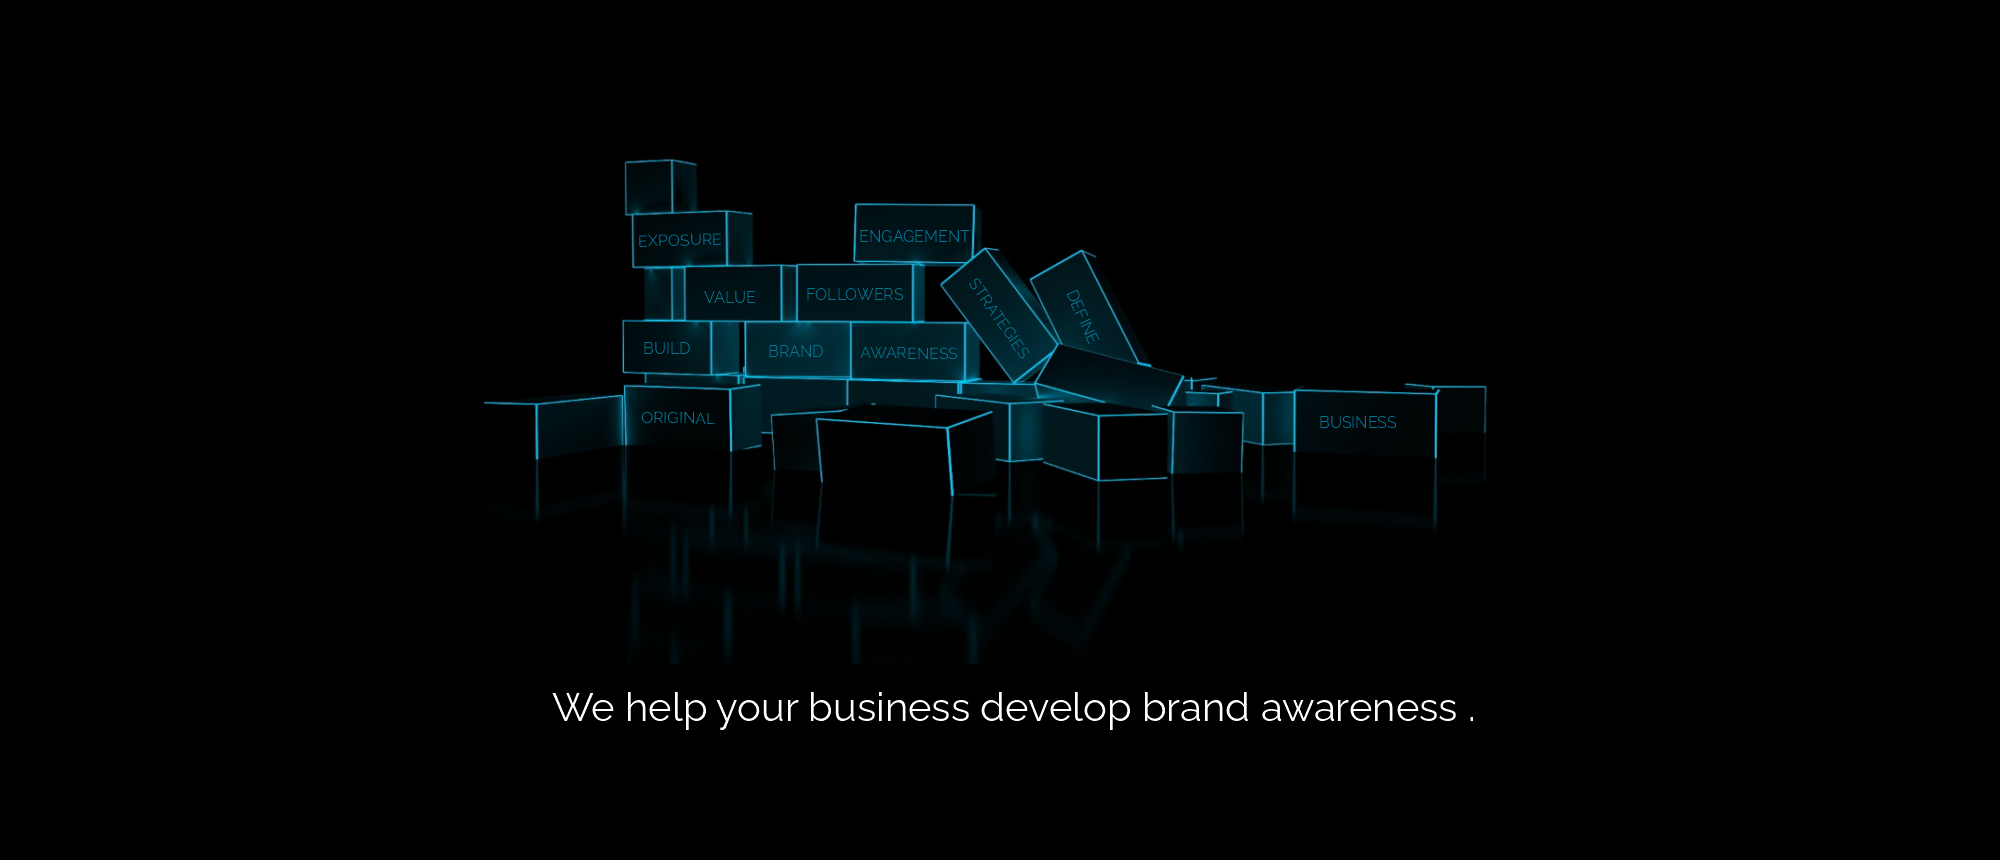 EXPOSURE
ENGAGEMENT
VALUE
FOLLOWERS
STRATEGIES
DEFINE
BUILD
BRAND
AWARENESS
ORIGINAL
BUSINESS
We help your business develop brand awareness .